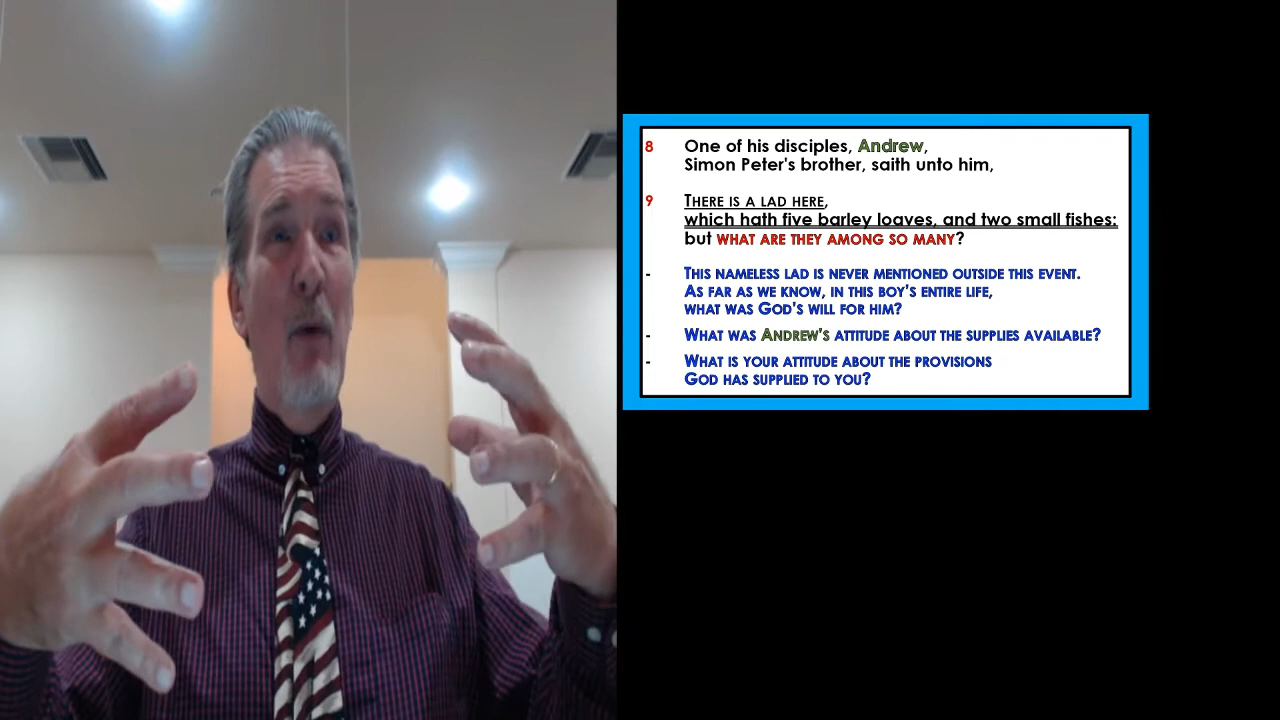 8 One of his disciples, Andrew,
Simon Peter's brother, saith unto him,
9 THERE IS A LAD HERE,
which hath five barley loaves, and two small fishes:
but WHAT ARE THEY AMONG SO MANY?
- THIS NAMELESS LAD IS NEVER MENTIONED OUTSIDE THIS EVENT.
AS FAR AS WE KNOW, IN THIS BOY'S ENTIRE LIFE,
WHAT WAS GOD'S WILL FOR HIM?
- WHAT WAS ANDREW'S ATTITUDE ABOUT THE SUPPLIES AVAILABLE?
- WHAT IS YOUR ATTITUDE ABOUT THE PROVISIONS
GOD HAS SUPPLIED TO YOU?